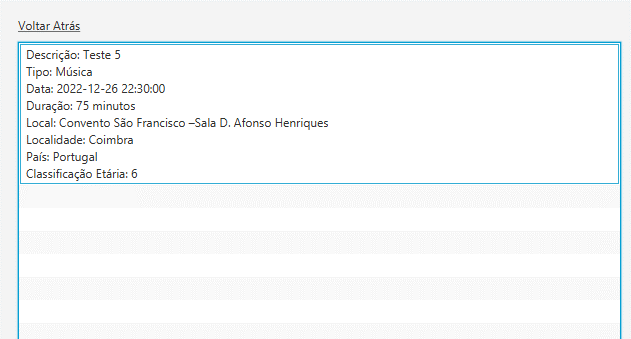 Voltar Atrás
Descrição: Teste 5
Tipo: Música
Data: 2022-12-26 22:30:00
Duração: 75 minutos
Local: Convento São Francisco –Sala D. Afonso Henriques
Localidade: Coimbra
País: Portugal
Classificação Etária: 6